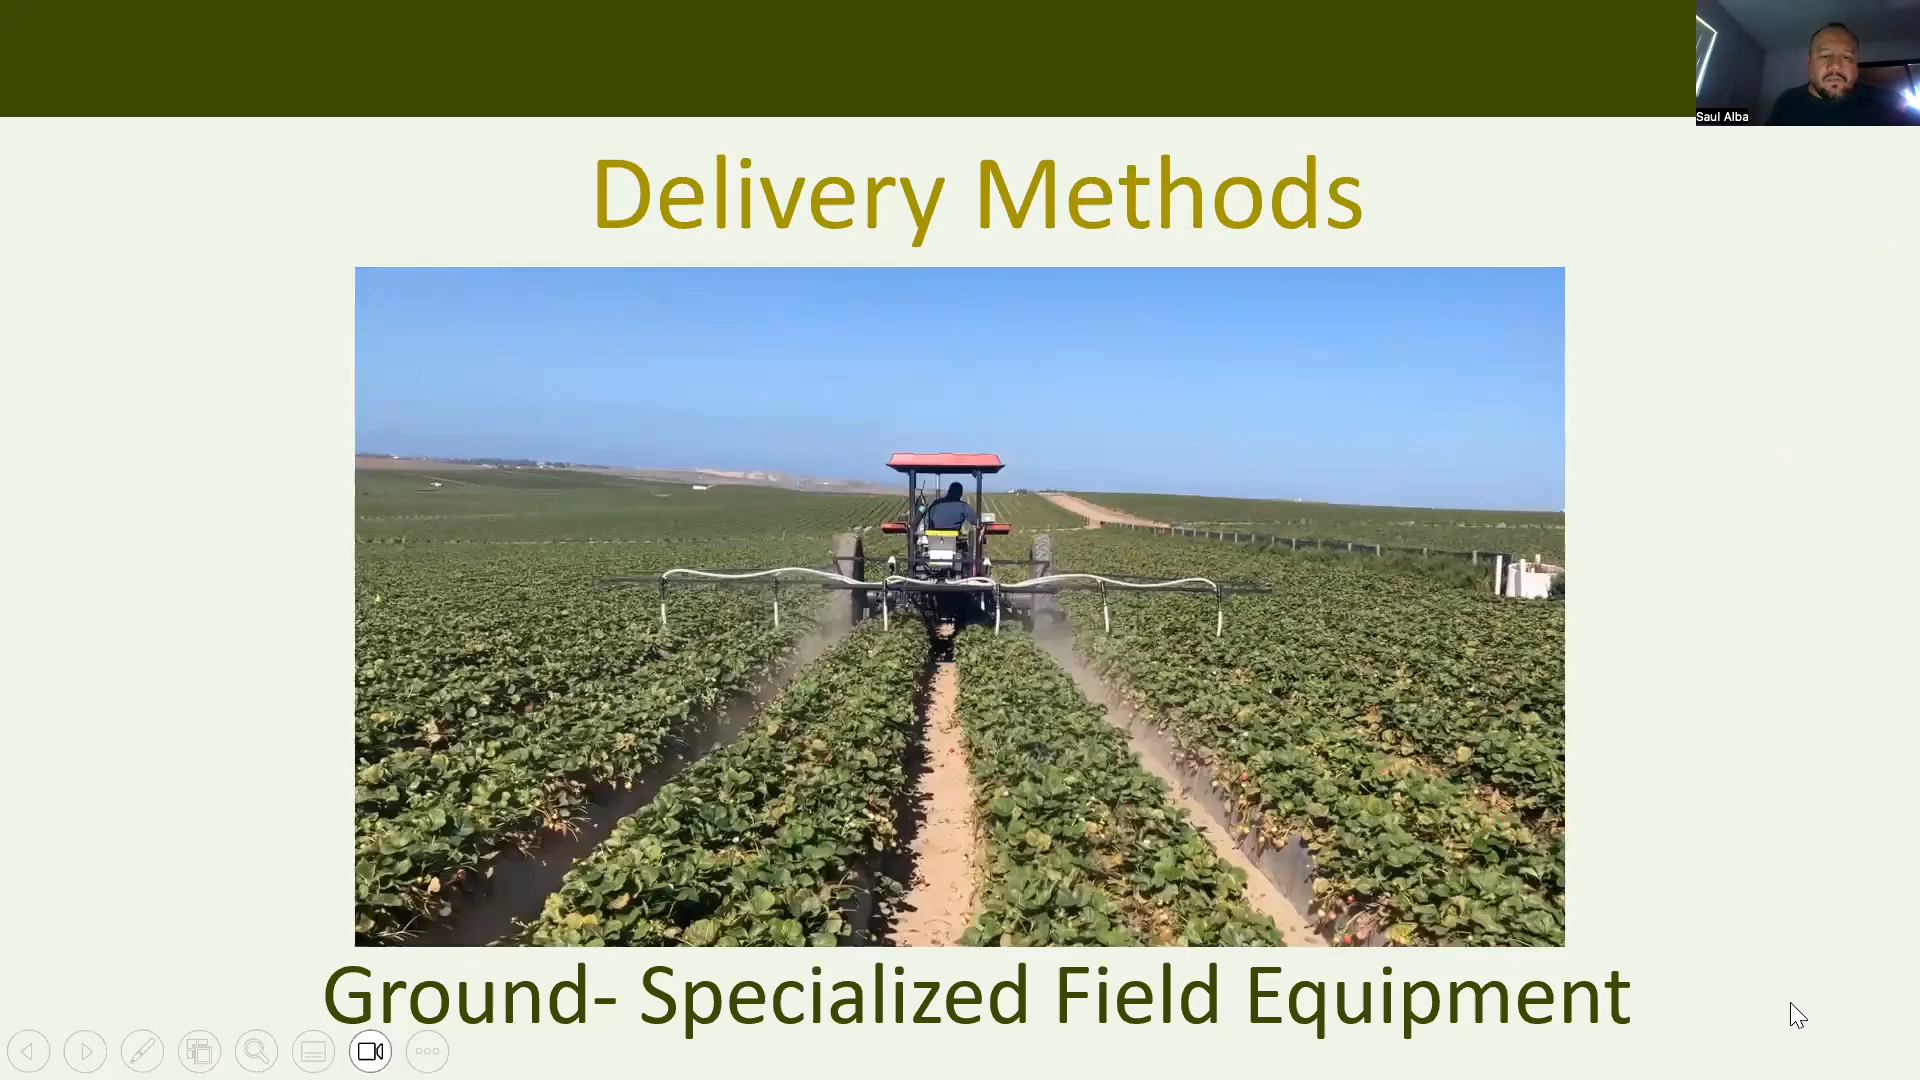 Saul Alba
Delivery Methods
Ground- Specialized Field Equipment